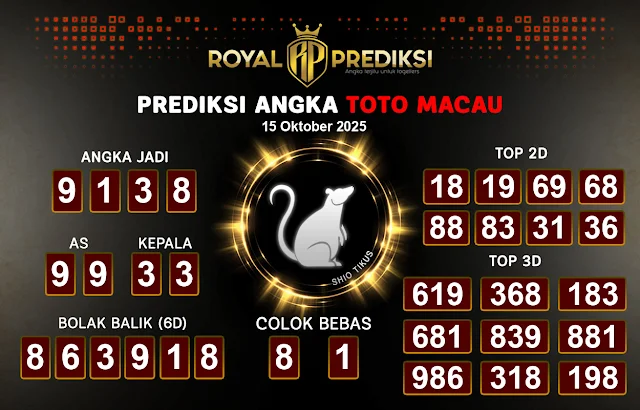 ROYAL RP PREDIKSI
Angka terjitu untuk togellers
PREDIKSI ANGKA TOTO MACAU
15 Oktober 2025
ANGKA JADI
9 1 3 8
AS KEPALA
9 9 3 3
BOLAK BALIK (6D)
8 6 3 9 1 8
SHIO TIKUS
COLOK BEBAS
8 1
TOP 2D
18 19 69 68
88 83 31 36
TOP 3D
619 368 183
681 839 881
986 318 198